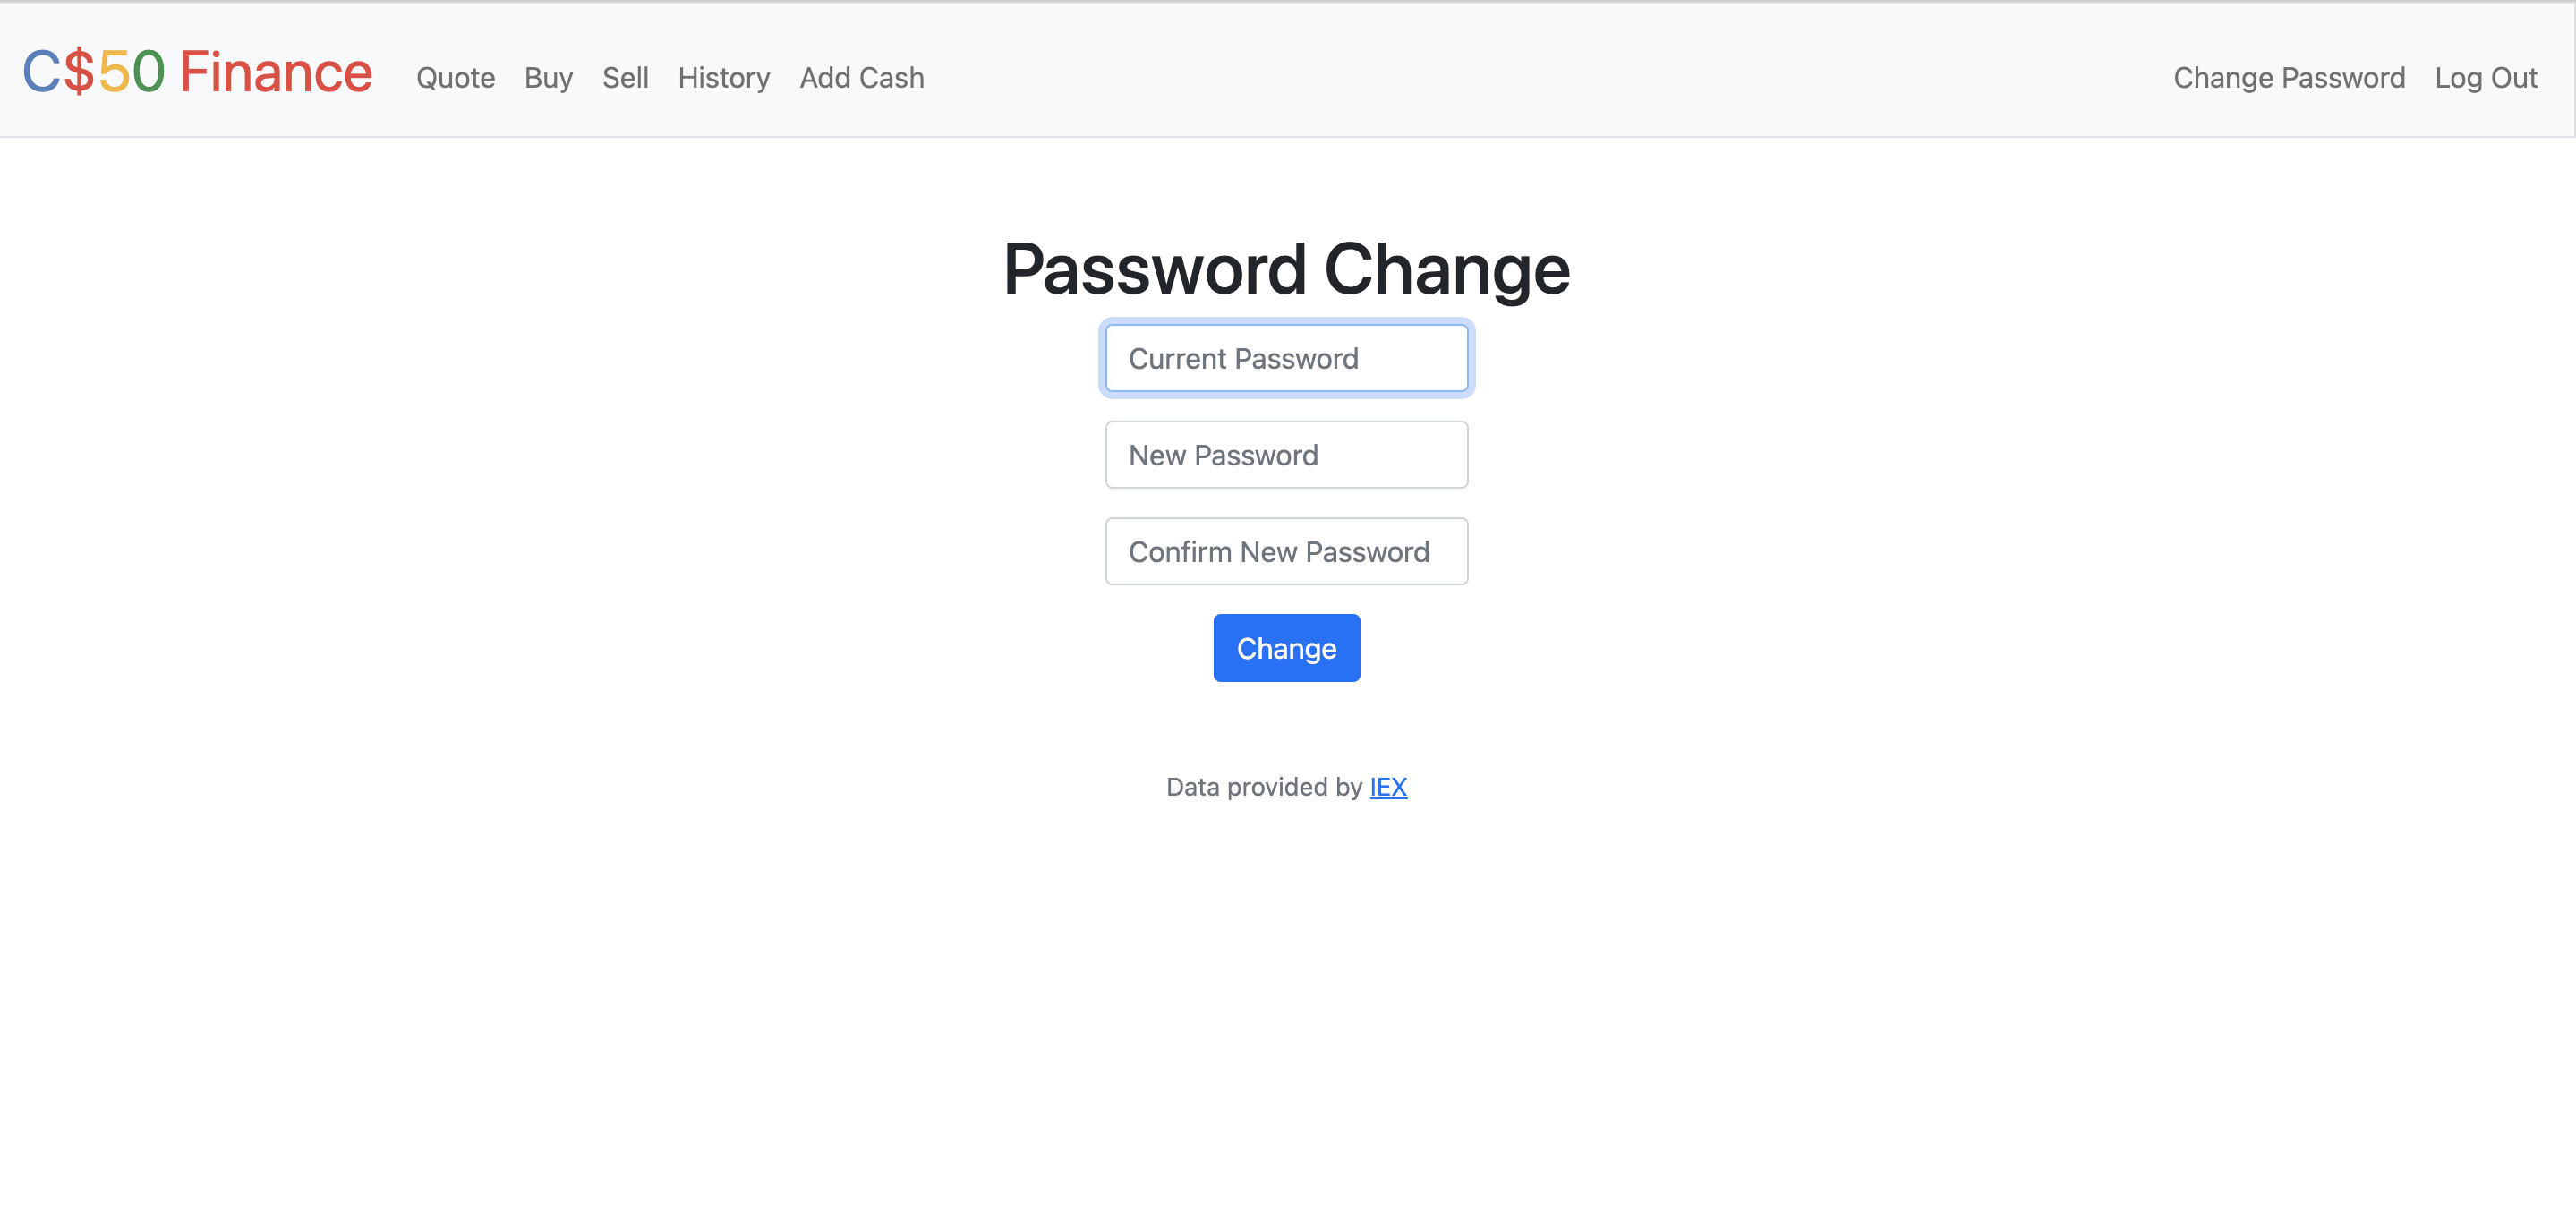 C$50 Finance Quote Buy Sell History Add Cash Change Password Log Out
Password Change
Current Password
New Password
Confirm New Password
Change
Data provided by IEX